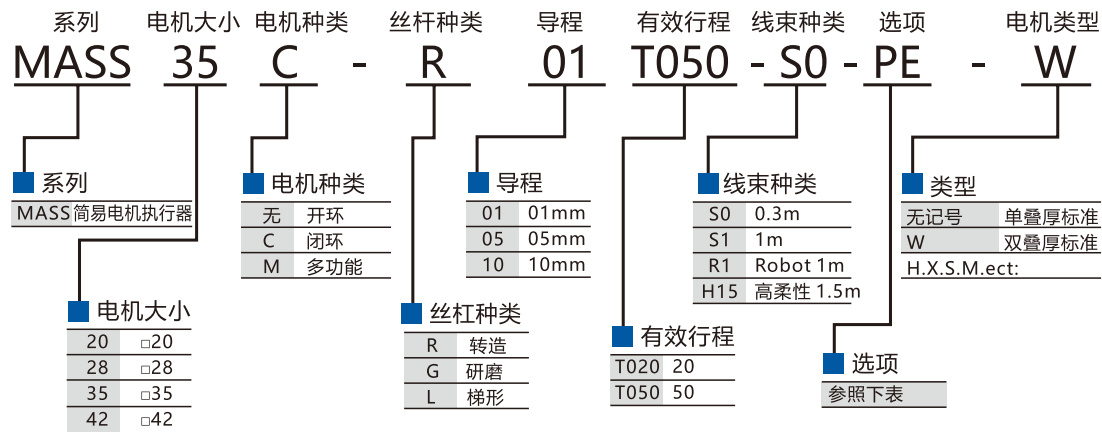 系列 电机大小 电机种类 丝杆种类 导程 有效行程 线束种类 选项 电机类型
MASS 35 C - R 01 T050 - S0 - PE - W
系列
MASS 简易电机执行器
电机大小
20 □20
28 □28
35 □35
42 □42
电机种类
无 开环
C 闭环
M 多功能
丝杠种类
R 转造
G 研磨
L 梯形
导程
01 01mm
05 05mm
10 10mm
有效行程
T020 20
T050 50
线束种类
S0 0.3m
S1 1m
R1 Robot 1m
H15 高柔性 1.5m
选项
参照下表
类型
无记号 单叠厚标准
W 双叠厚标准
H.X.S.M.ect: